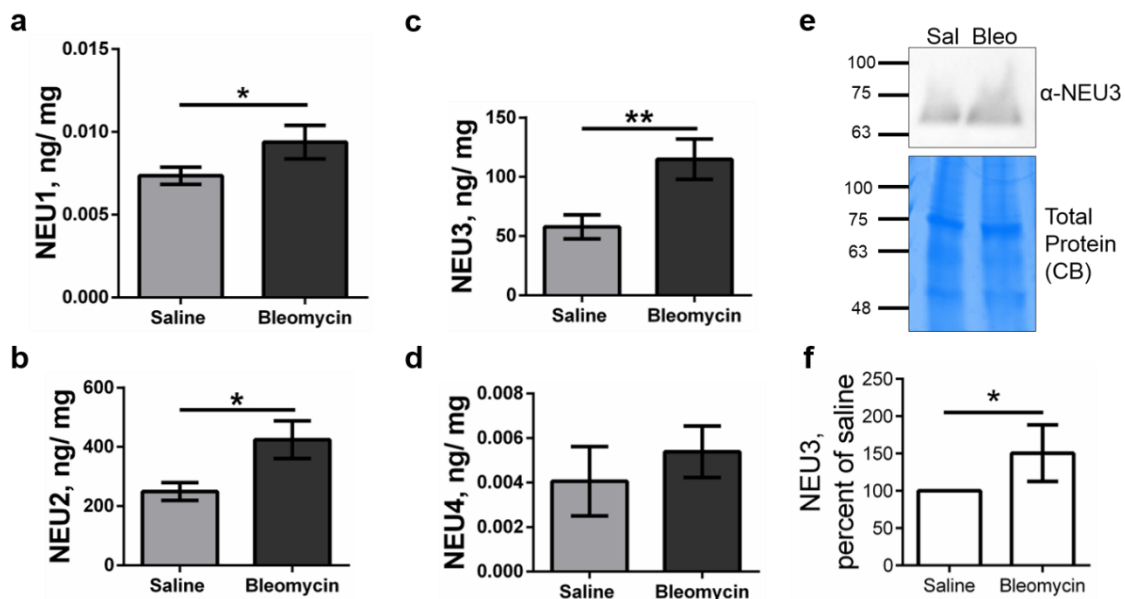 a
NEU1, ng/ mg
0.015
0.010
0.005
0.000
*
Saline Bleomycin
b
NEU2, ng/ mg
600
400
200
0
*
Saline Bleomycin
c
NEU3, ng/ mg
150
100
50
0
**
Saline Bleomycin
d
NEU4, ng/ mg
0.008
0.006
0.004
0.002
0.000
Saline Bleomycin
e
Sal Bleo
100
75
63
α-NEU3
100
75
63
48
Total
Protein
(CB)
f
NEU3,
percent of saline
250
200
150
100
50
0
*
Saline Bleomycin